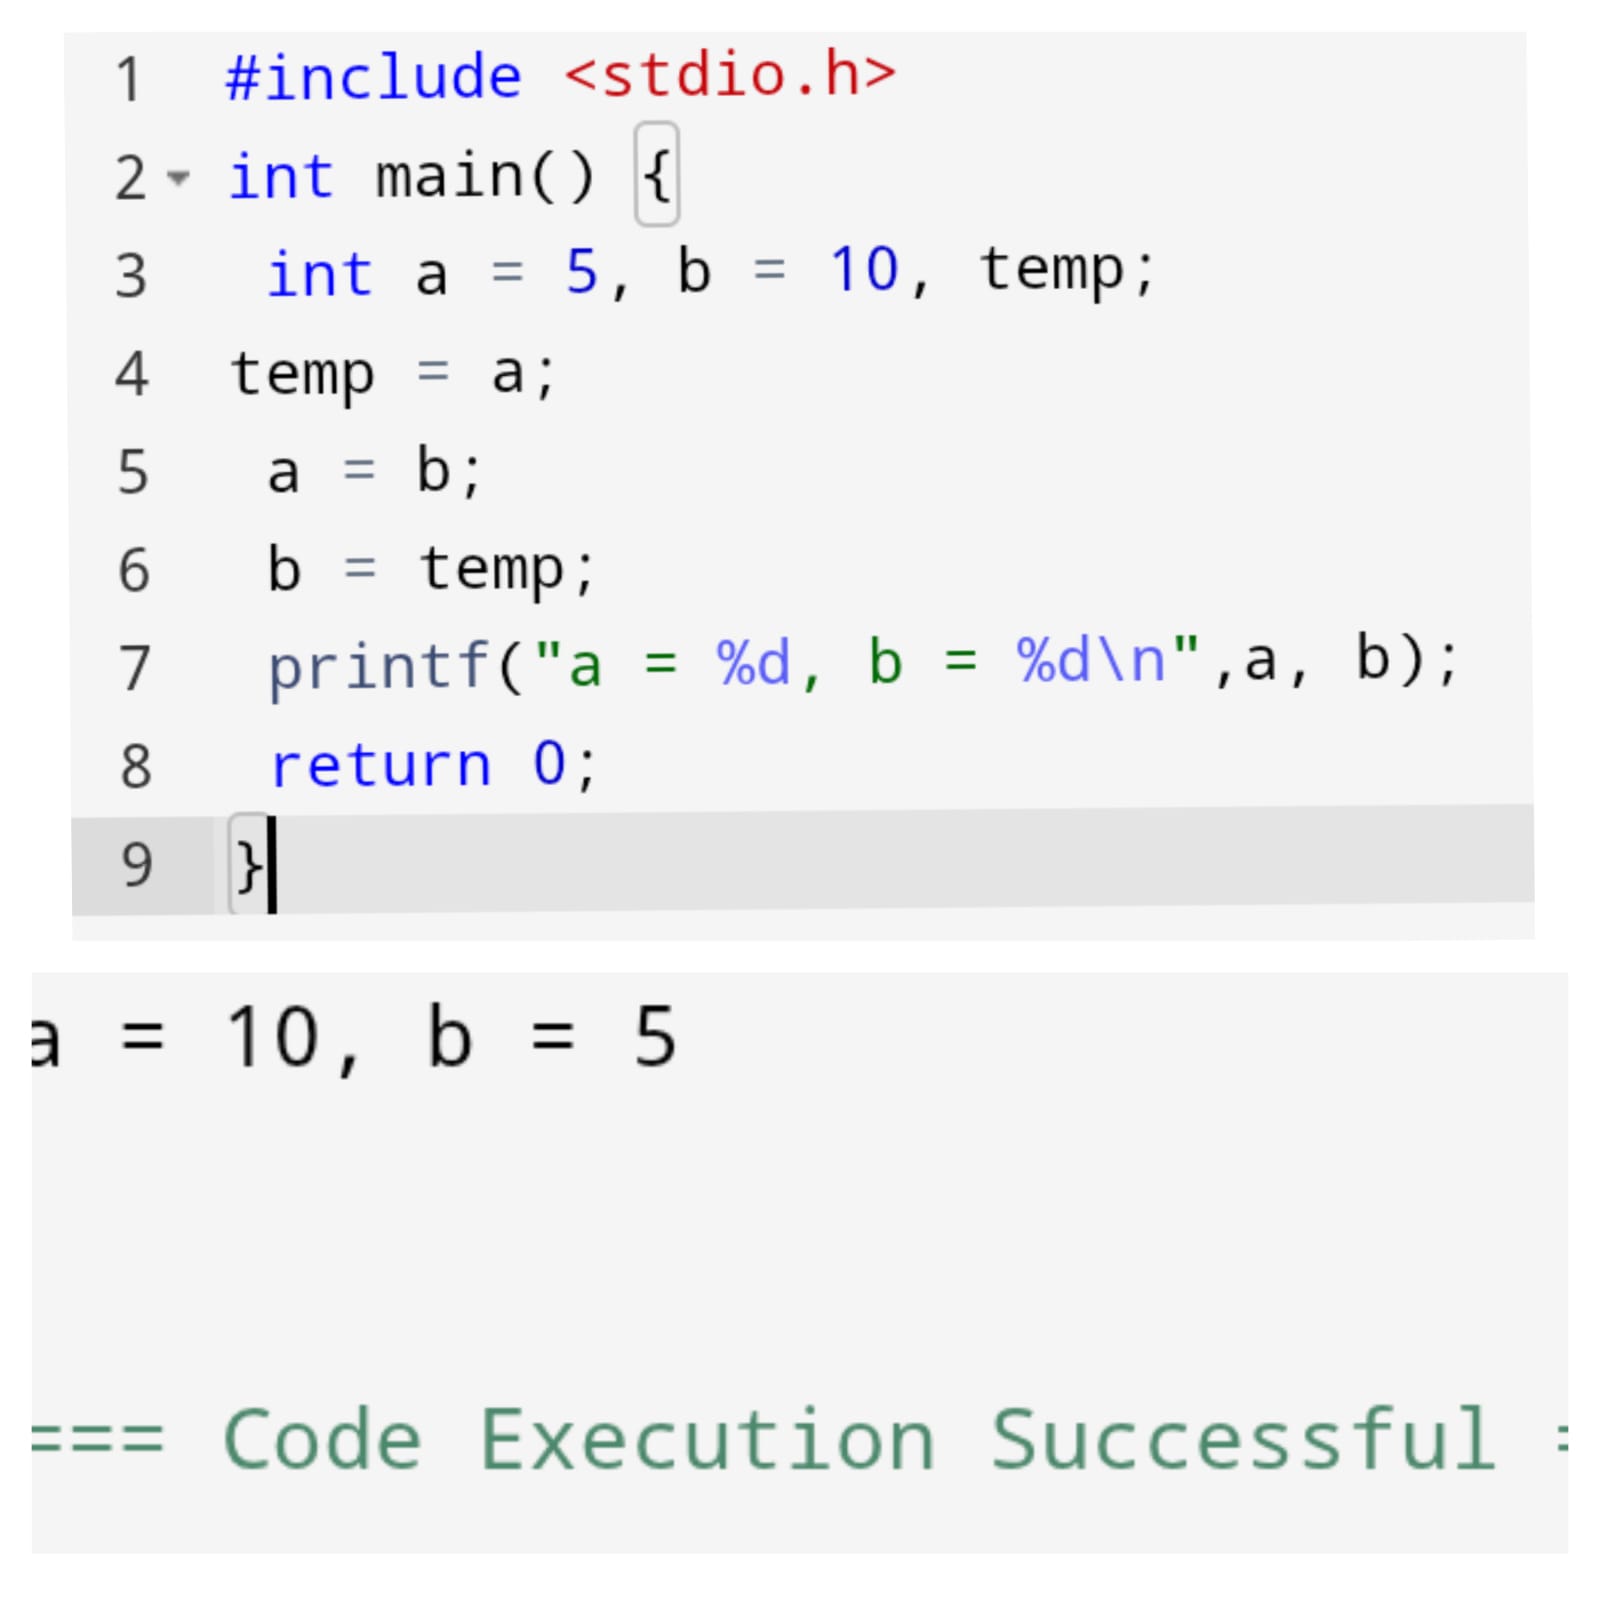 1 #include <stdio.h>
2 int main() {
3 int a = 5, b = 10, temp;
4 temp = a;
5 a = b;
6 b = temp;
7 printf("a = %d, b = %d\n",a, b);
8 return 0;
9 }
a = 10, b = 5
=== Code Execution Successful =